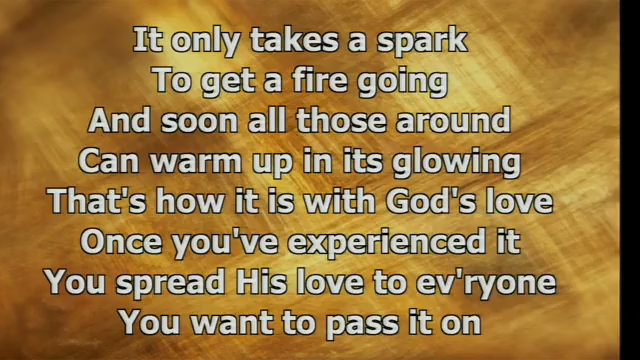 It only takes a spark
To get a fire going
And soon all those around
Can warm up in its glowing
That's how it is with God's love
Once you've experienced it
You spread His love to ev'ryone
You want to pass it on